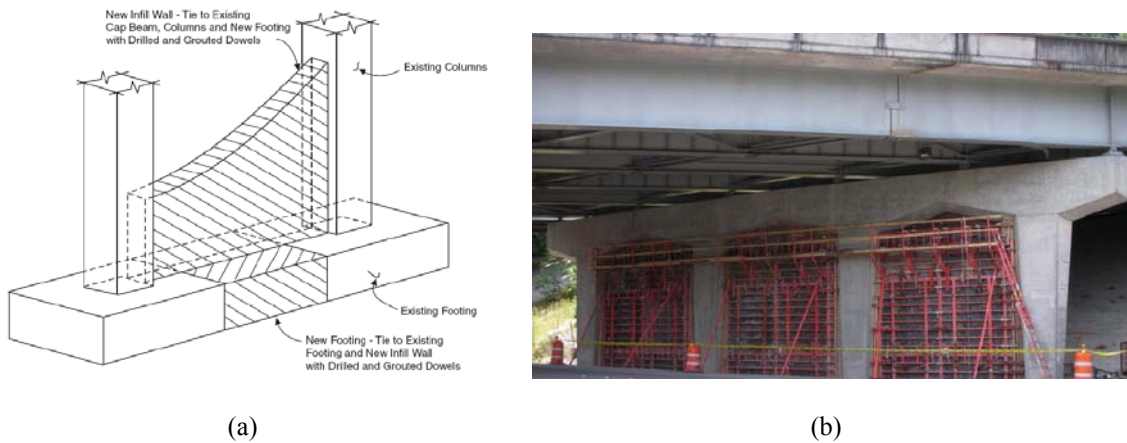 New Infill Wall - Tie to Existing
Cap Beam, Columns and New Footing
with Drilled and Grouted Dowels
Existing Columns
Existing Footing
New Footing - Tie to Existing
Footing and New Infill Wall
with Drilled and Grouted Dowels
(a)
(b)